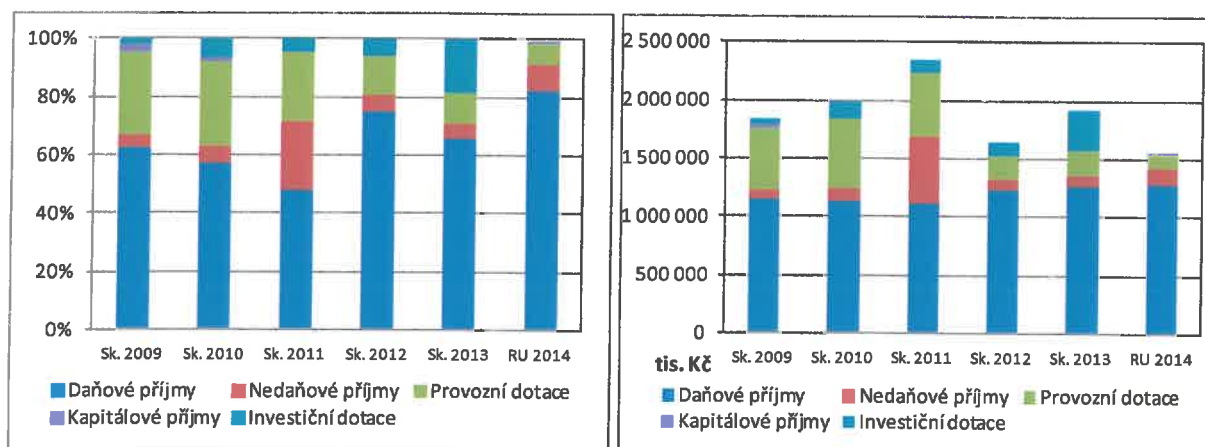 100%
80%
60%
40%
20%
0%
Sk. 2009 Sk. 2010 Sk. 2011 Sk. 2012 Sk. 2013 RU 2014
Daňové příjmy Nedaňové příjmy Provozní dotace
Kapitálové příjmy Investiční dotace
2 500 000
2 000 000
1 500 000
1 000 000
500 000
0
tis. Kč Sk. 2009 Sk. 2010 Sk. 2011 Sk. 2012 Sk. 2013 RU 2014
Daňové příjmy Nedaňové příjmy Provozní dotace
Kapitálové příjmy Investiční dotace